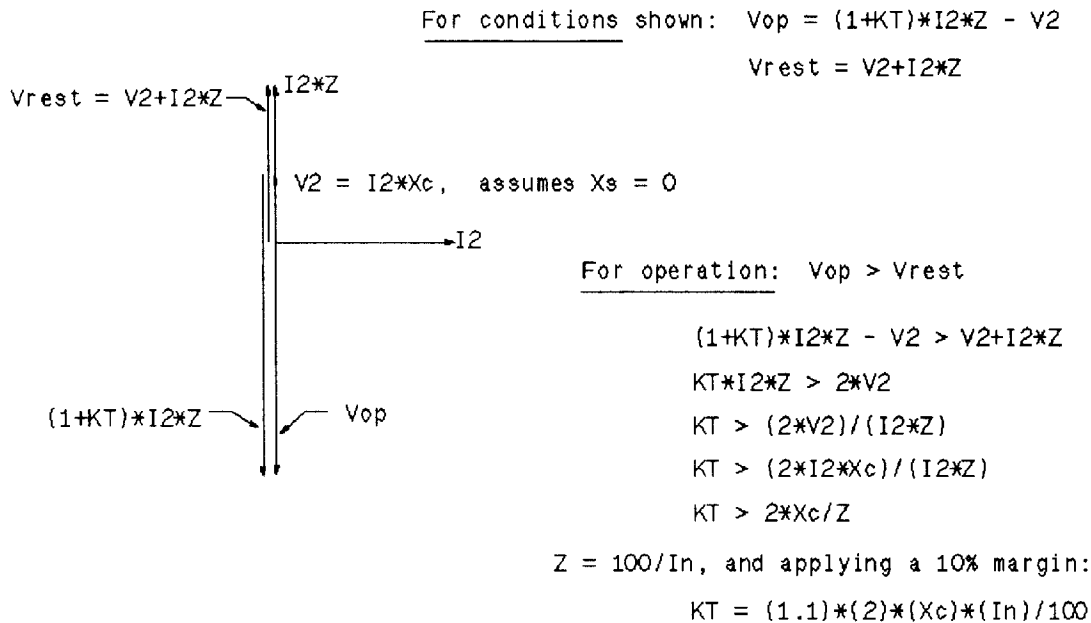 For conditions shown: Vop = (1+KT)*I2*Z - V2
Vrest = V2+I2*Z
I2*Z
Vrest = V2+I2*Z
V2 = I2*Xc, assumes Xs = 0
I2
For operation: Vop > Vrest
(1+KT)*I2*Z - V2 > V2+I2*Z
KT*I2*Z > 2*V2
(1+KT)*I2*Z
Vop
KT > (2*V2)/(I2*Z)
KT > (2*I2*Xc)/(I2*Z)
KT > 2*Xc/Z
Z = 100/In, and applying a 10% margin:
KT = (1.1)*(2)*(Xc)*(In)/100